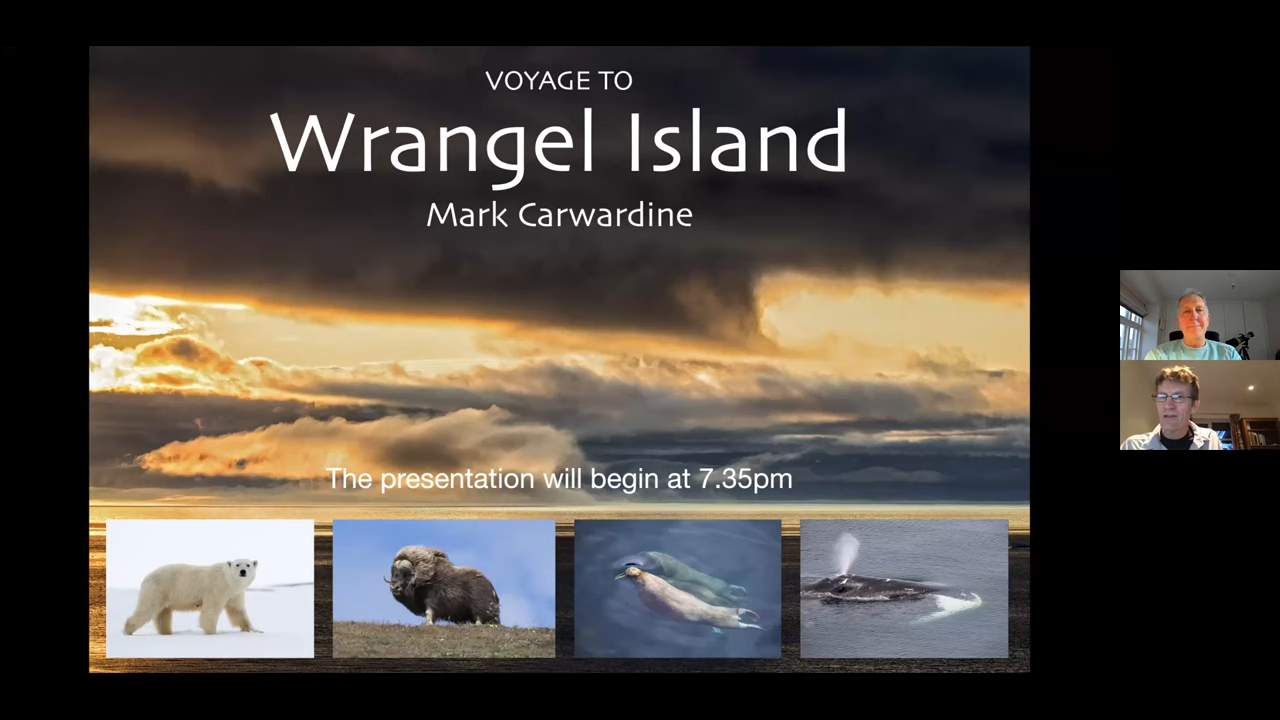 VOYAGE TO
Wrangel Island
Mark Carwardine
The presentation will begin at 7.35pm